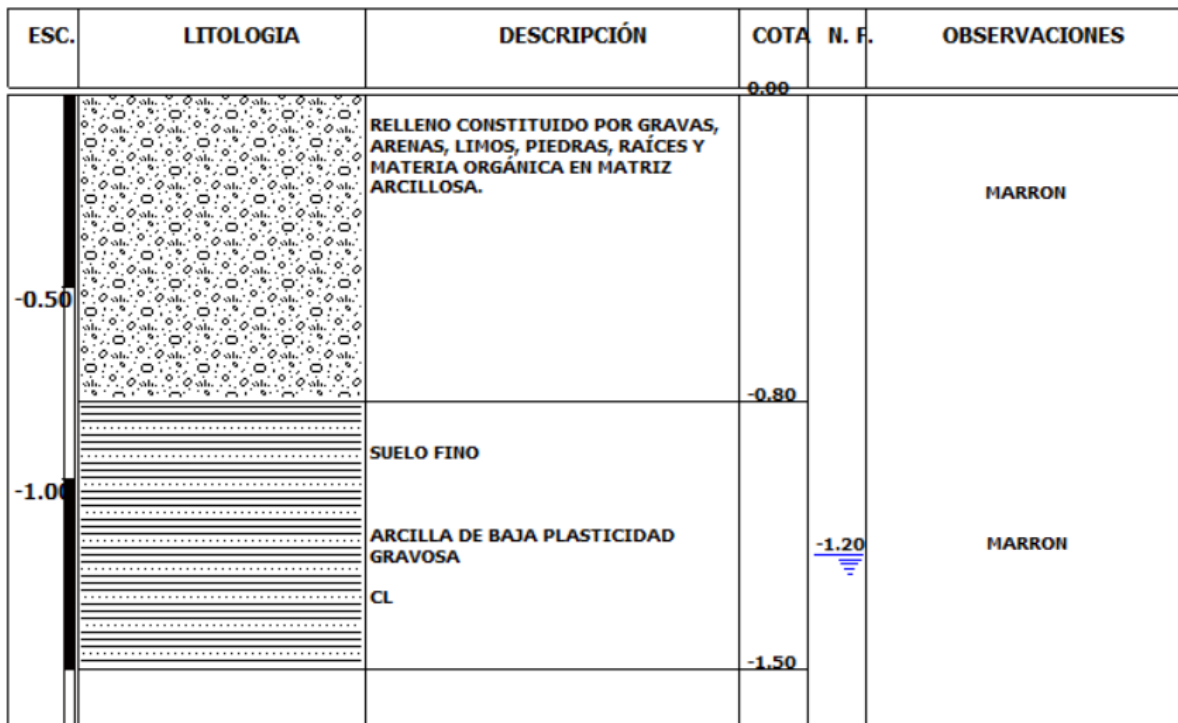 ESC. LITOLOGIA DESCRIPCIÓN COTA N. F. OBSERVACIONES
0.00
RELLENO CONSTITUIDO POR GRAVAS,
ARENAS, LIMOS, PIEDRAS, RAÍCES Y
MATERIA ORGÁNICA EN MATRIZ
ARCILLOSA.
MARRON
-0.50
-0.80
SUELO FINO
-1.00
ARCILLA DE BAJA PLASTICIDAD
GRAVOSA
-1.20
MARRON
CL
-1.50